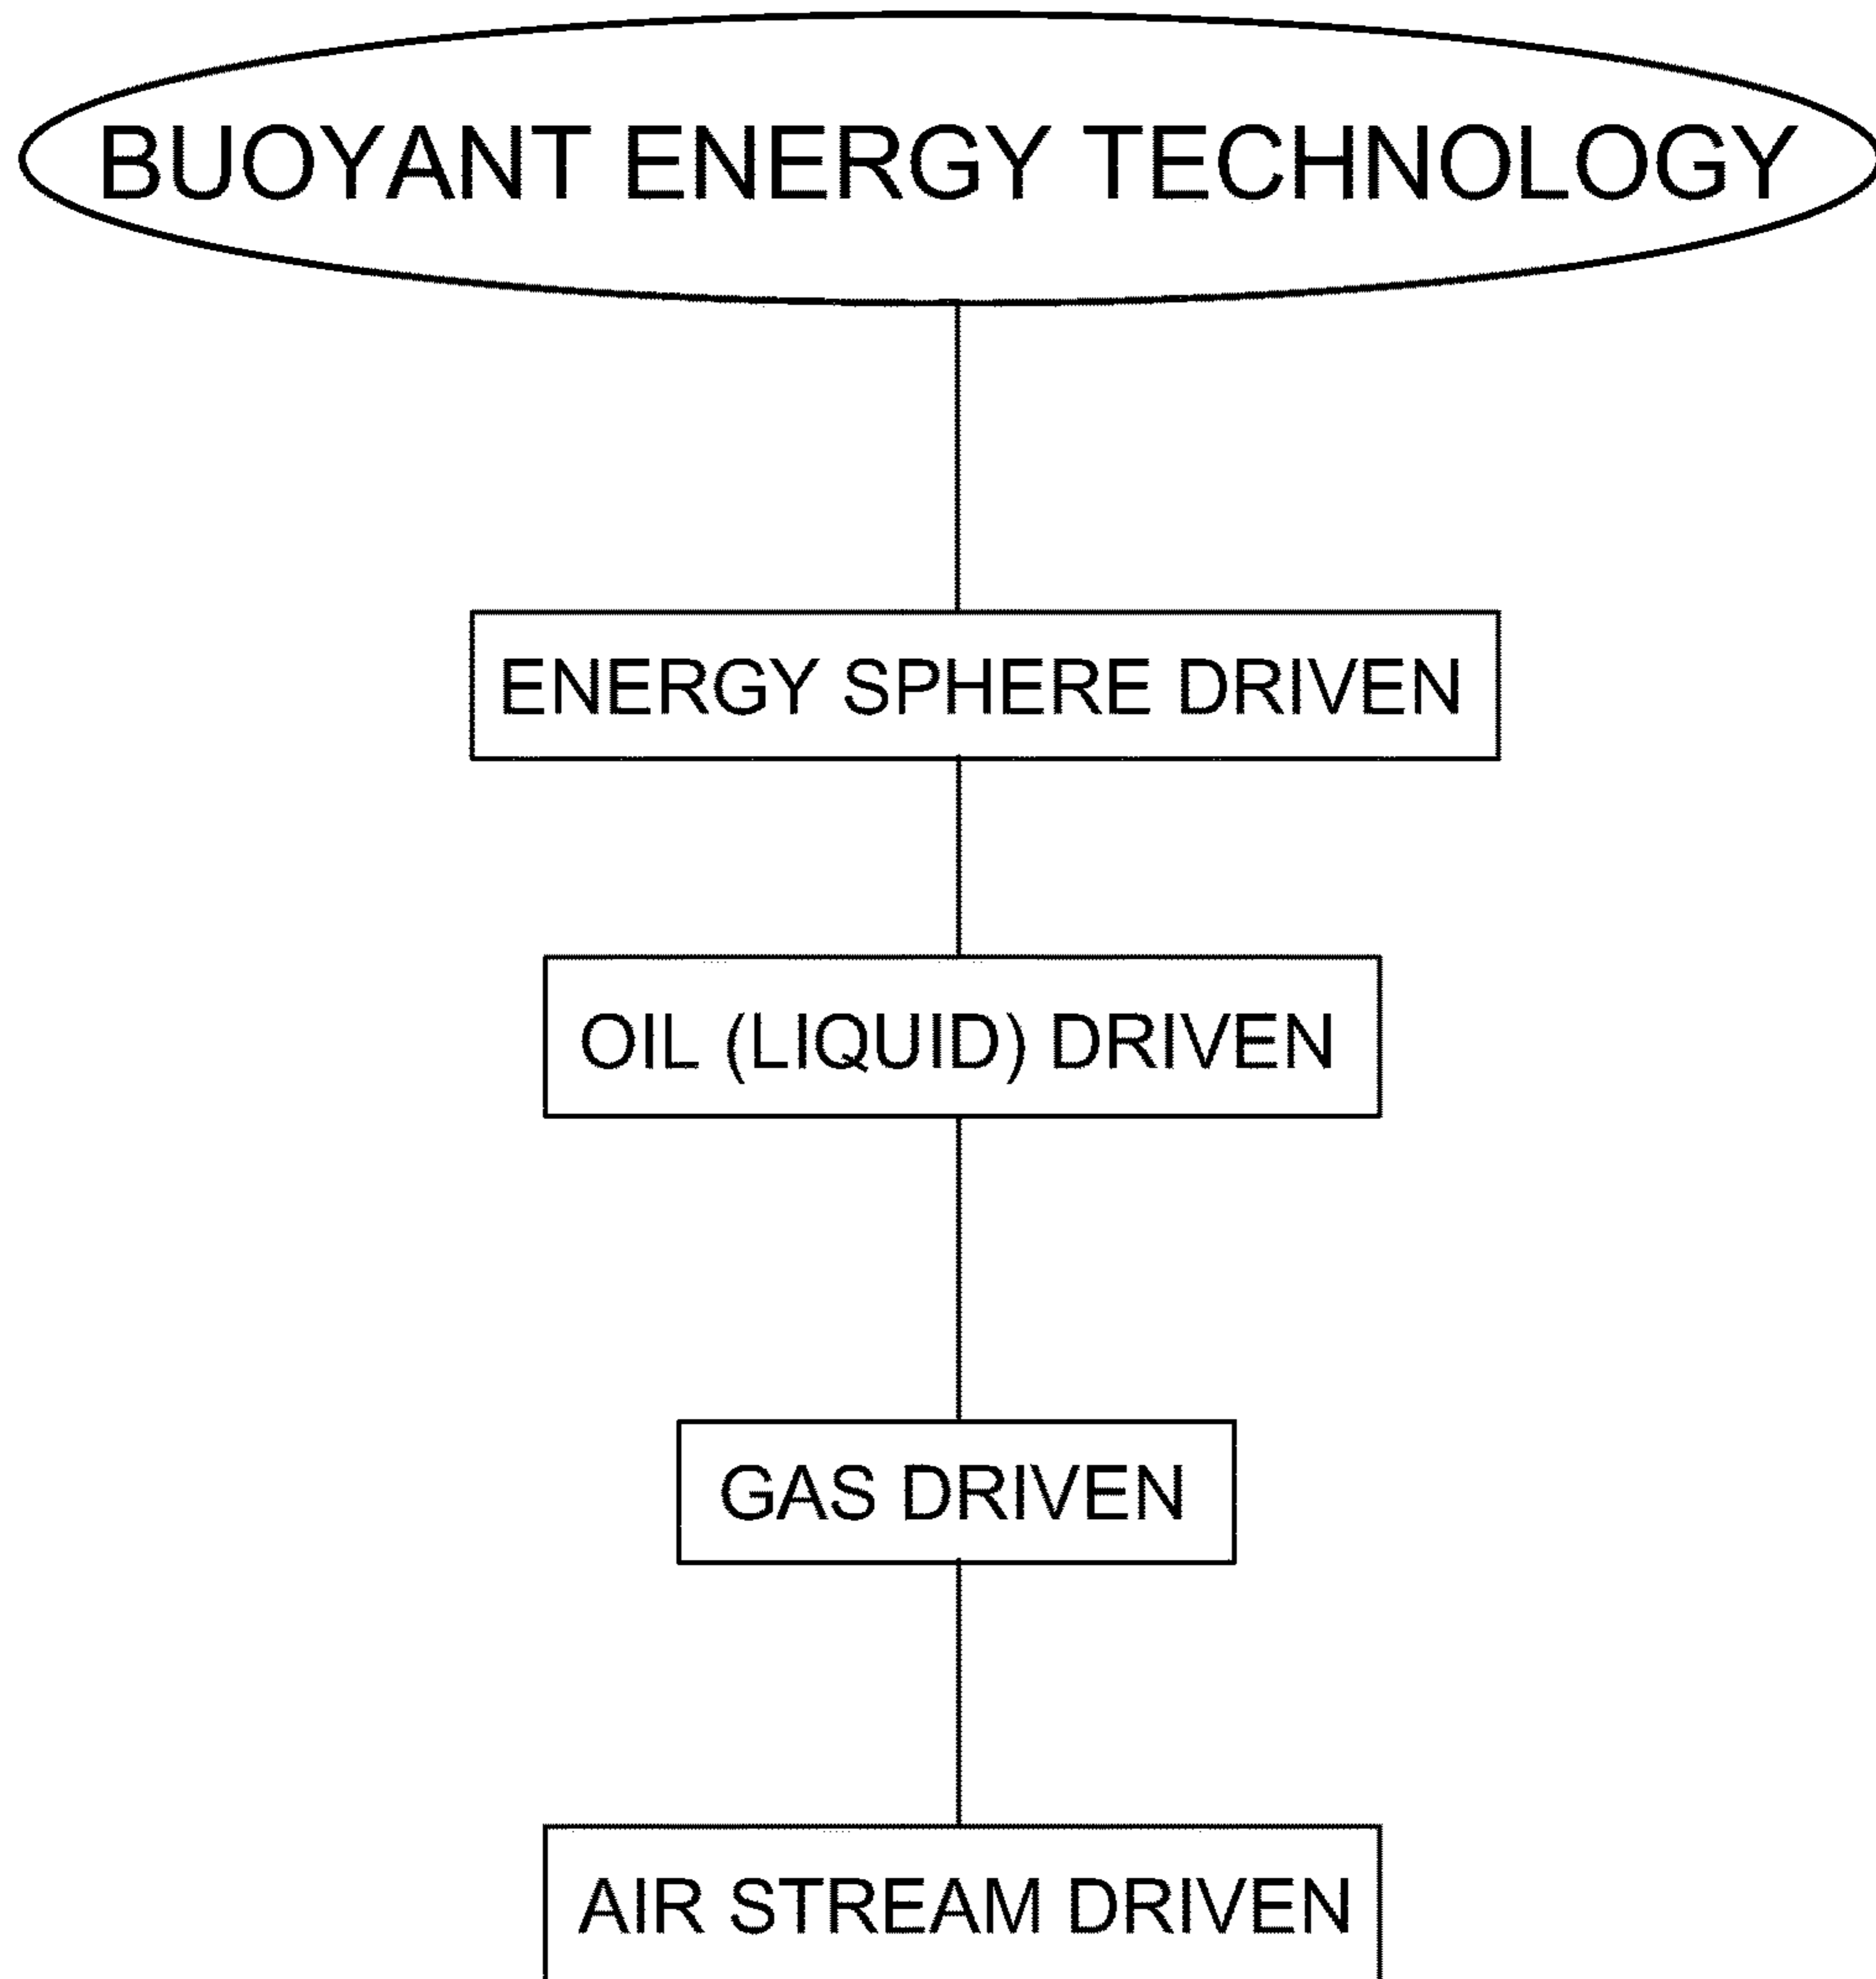 BUOYANT ENERGY TECHNOLOGY
ENERGY SPHERE DRIVEN
OIL (LIQUID) DRIVEN
GAS DRIVEN
AIR STREAM DRIVEN